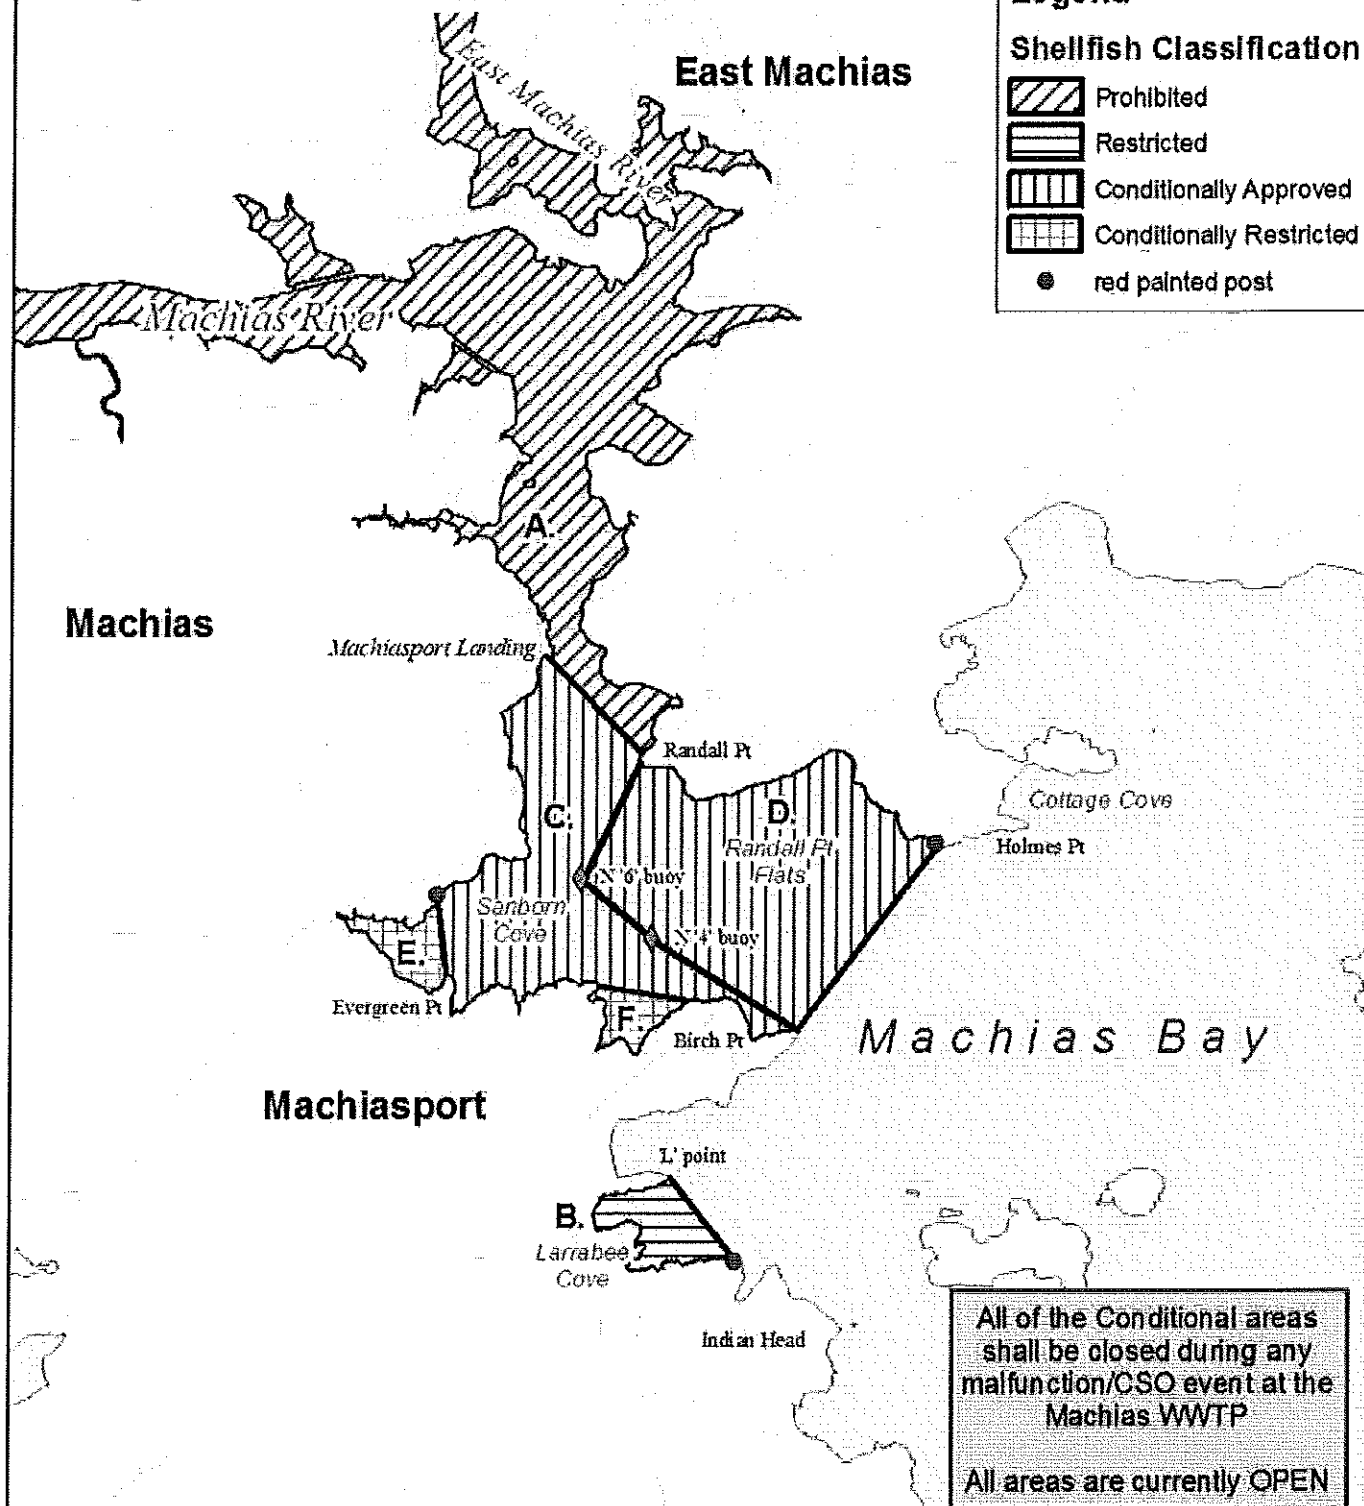 Legend
Shellfish Classification
Prohibited
Restricted
Conditionally Approved
Conditionally Restricted
red painted post
East Machias
East Machias River
Machias River
A.
Machias
Machiasport Landing
Randall Pt
C.
D.
Randall Pt
Flats
Cottage Cove
Holmes Pt
N '6' buoy
Sanborn
Cove
N '4' buoy
E.
Evergreen Pt
F.
Birch Pt
Machias Bay
Machiasport
L' point
B.
Larrabee
Cove
Indian Head
All of the Conditional areas
shall be closed during any
malfunction/CSO event at the
Machias WWTP
All areas are currently OPEN